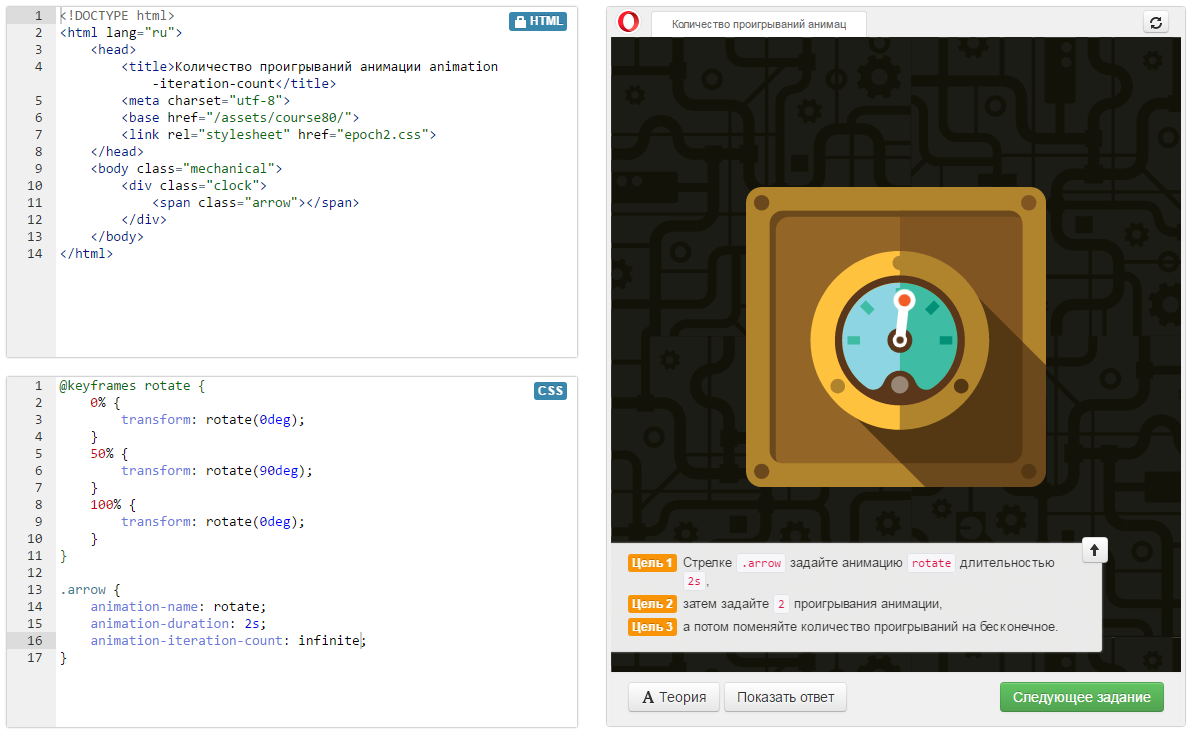 1 <!DOCTYPE html>
HTML
2 <html lang="ru">
3 <head>
4 <title>Количество проигрываний анимации animation
-iteration-count</title>
5 <meta charset="utf-8">
6 <base href="/assets/course80/">
7 <link rel="stylesheet" href="epoch2.css">
8 </head>
9 <body class="mechanical">
10 <div class="clock">
11 <span class="arrow"></span>
12 </div>
13 </body>
14 </html>
1 @keyframes rotate {
CSS
2 0% {
3 transform: rotate(0deg);
4 }
5 50% {
6 transform: rotate(90deg);
7 }
8 100% {
9 transform: rotate(0deg);
10 }
11 }
12
13 .arrow {
14 animation-name: rotate;
15 animation-duration: 2s;
16 animation-iteration-count: infinite;
17 }
Количество проигрываний анимац
Цель 1 Стрелке .arrow задайте анимацию rotate длительностью
2s ,
Цель 2 затем задайте 2 проигрывания анимации,
Цель 3 а потом поменяйте количество проигрываний на бесконечное.
A Теория Показать ответ Следующее задание